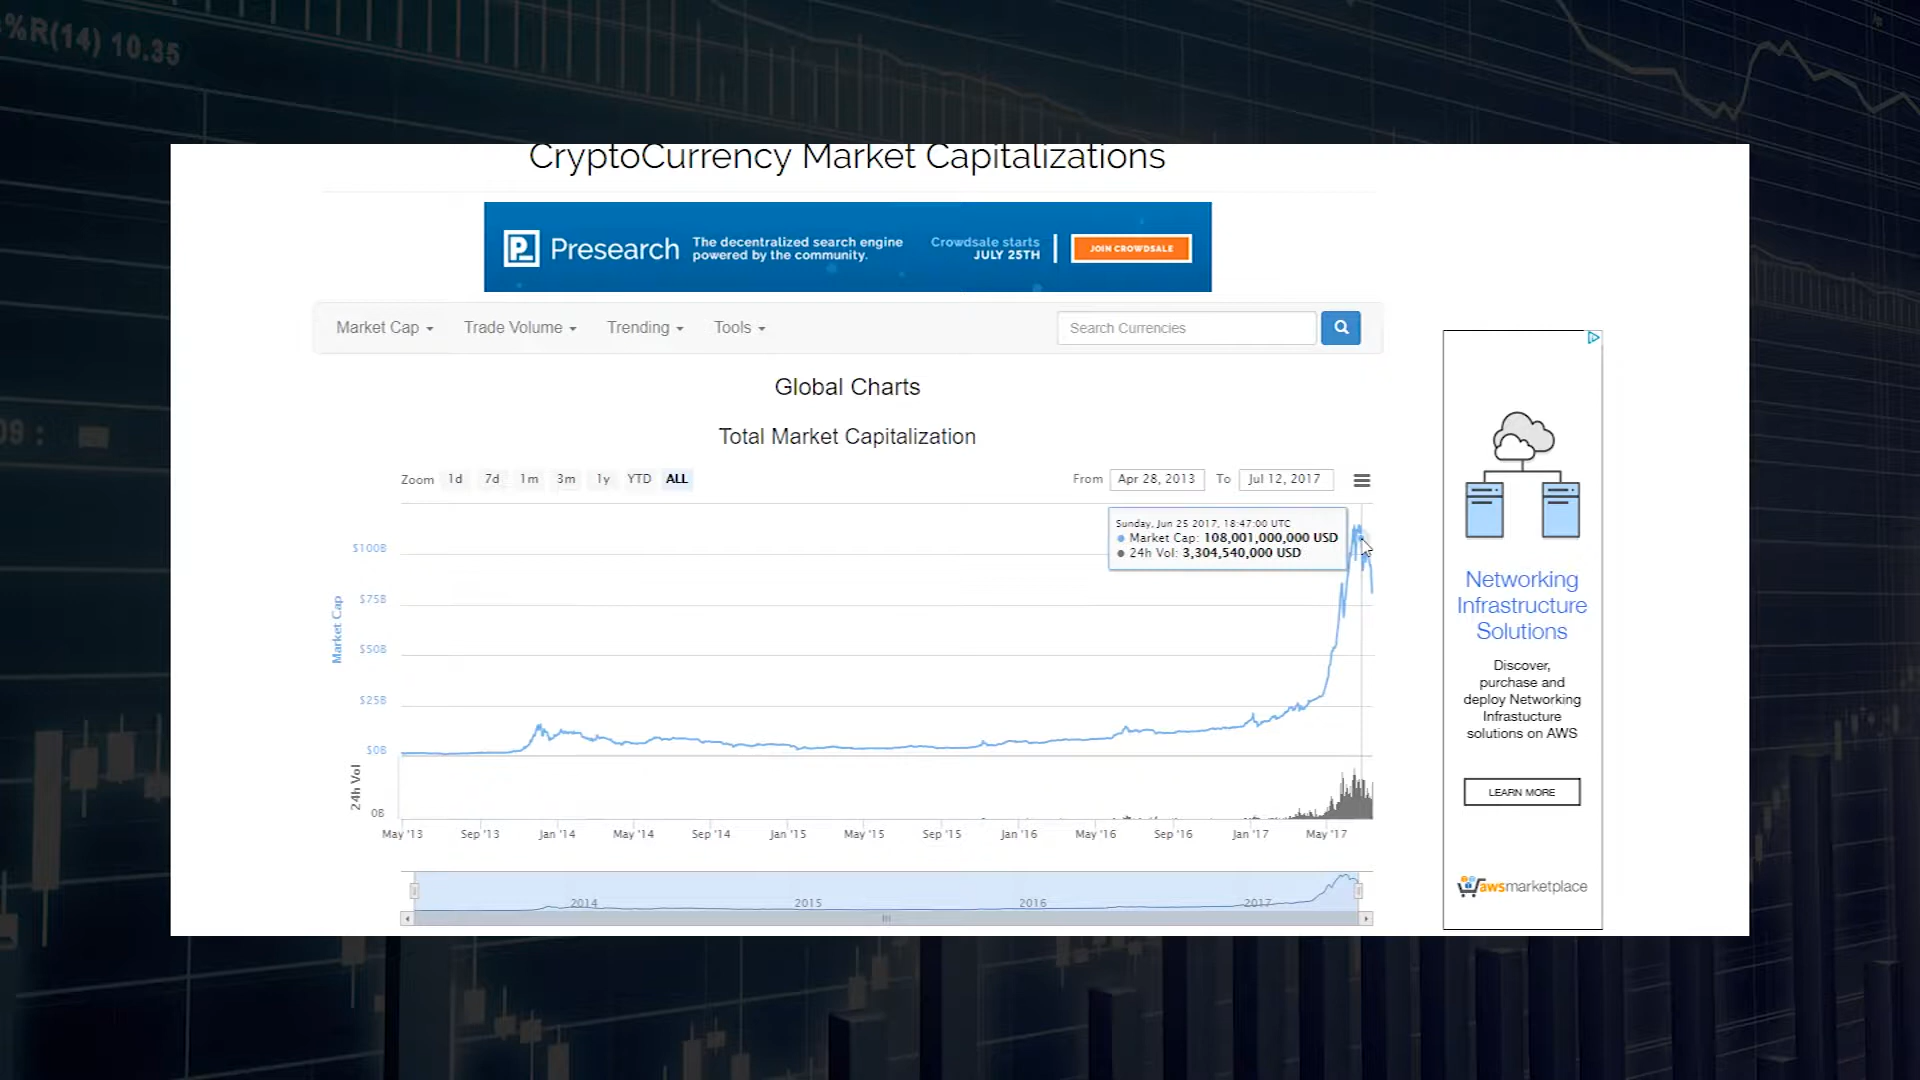 %R(14) 10.35
09 :
CryptoCurrency Market Capitalizations
Presearch
The decentralized search engine
powered by the community.
Crowdsale starts
JULY 25TH
JOIN CROWDSALE
Market Cap Trade Volume Trending Tools
Search Currencies
Global Charts
Total Market Capitalization
Zoom 1d 7d 1m 3m 1y YTD ALL
From Apr 28, 2013 To Jul 12, 2017
Sunday, Jun 25 2017, 18:47:00 UTC
Market Cap: 108,001,000,000 USD
24h Vol: 3,304,540,000 USD
$100B
$75B
$50B
$25B
$0B
Market Cap
24h Vol
0B
May '13 Sep '13 Jan '14 May '14 Sep '14 Jan '15 May '15 Sep '15 Jan '16 May '16 Sep '16 Jan '17 May '17
2014 2015 2016 2017
Networking
Infrastructure
Solutions
Discover,
purchase and
deploy Networking
Infrastucture
solutions on AWS
LEARN MORE
awsmarketplace